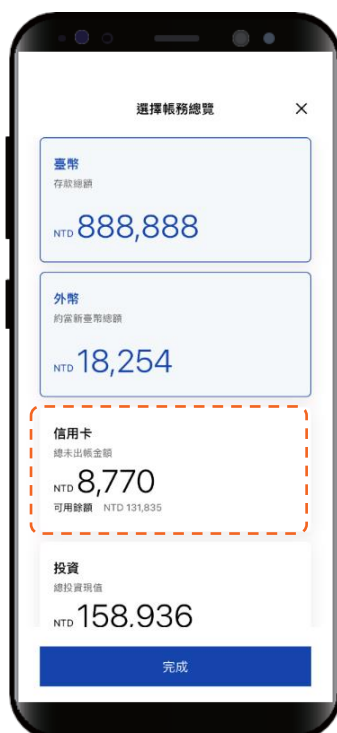 選擇帳務總覽
臺幣
存款總額
NTD 888,888
外幣
約當新臺幣總額
NTD 18,254
信用卡
總未出帳金額
NTD 8,770
可用餘額 NTD 131,835
投資
總投資現值
NTD 158,936
完成